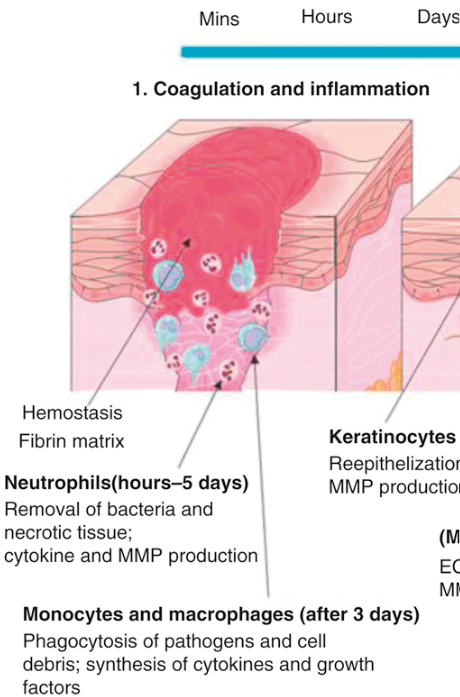 Mins Hours Days
1. Coagulation and inflammation
Hemostasis
Fibrin matrix
Neutrophils(hours–5 days)
Removal of bacteria and
necrotic tissue;
cytokine and MMP production
Monocytes and macrophages (after 3 days)
Phagocytosis of pathogens and cell
debris; synthesis of cytokines and growth
factors
Keratinocytes
Reepithelization
MMP production
(M
EC
MM